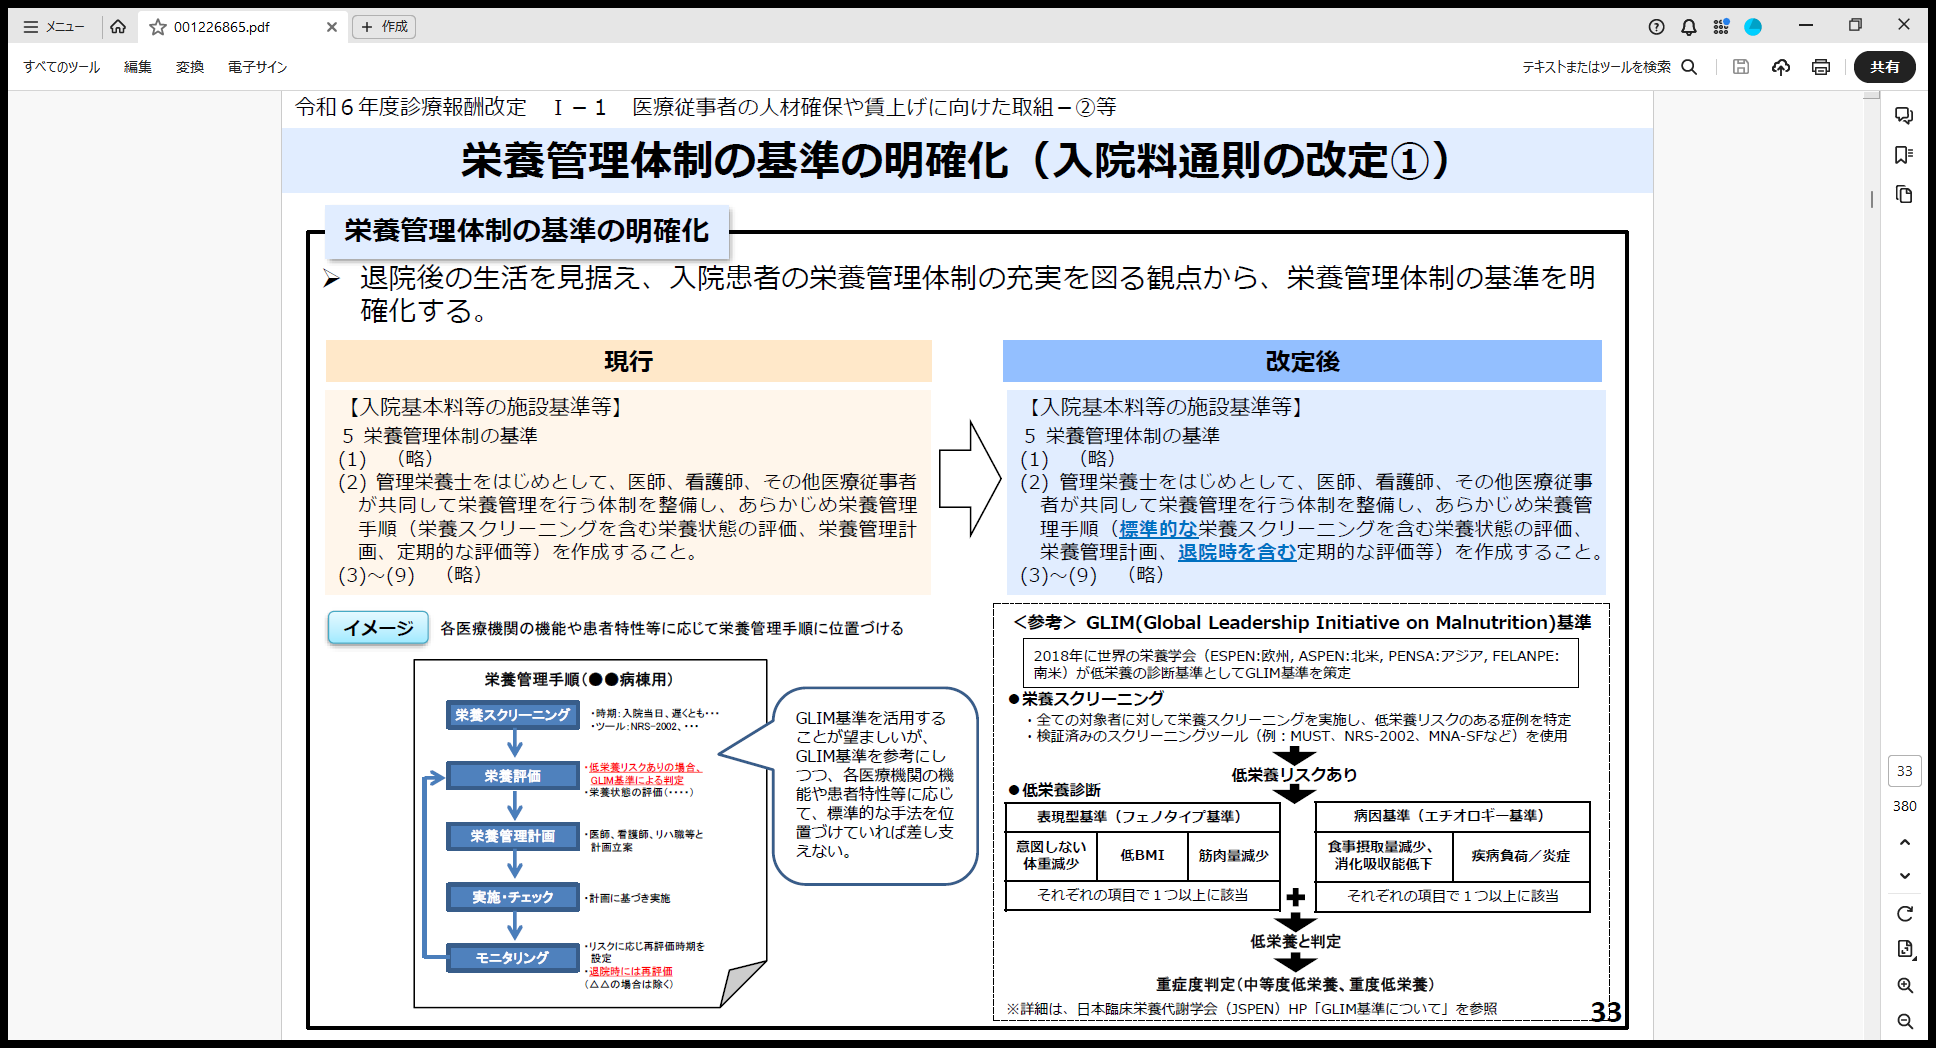 メニュー
001226865.pdf
作成
すべてのツール 編集 変換 電子サイン
テキストまたはツールを検索
共有
令和６年度診療報酬改定　Ⅰ－１　医療従事者の人材確保や賃上げに向けた取組－②等
栄養管理体制の基準の明確化（入院料通則の改定①）
栄養管理体制の基準の明確化
➢ 退院後の生活を見据え、入院患者の栄養管理体制の充実を図る観点から、栄養管理体制の基準を明
確化する。
現行
【入院基本料等の施設基準等】
５ 栄養管理体制の基準
(1)　（略）
(2) 管理栄養士をはじめとして、医師、看護師、その他医療従事者
が共同して栄養管理を行う体制を整備し、あらかじめ栄養管理
手順（栄養スクリーニングを含む栄養状態の評価、栄養管理計
画、定期的な評価等）を作成すること。
(3)～(9)　（略）
改定後
【入院基本料等の施設基準等】
５ 栄養管理体制の基準
(1)　（略）
(2) 管理栄養士をはじめとして、医師、看護師、その他医療従事
者が共同して栄養管理を行う体制を整備し、あらかじめ栄養管
理手順（標準的な栄養スクリーニングを含む栄養状態の評価、
栄養管理計画、退院時を含む定期的な評価等）を作成すること。
(3)～(9)　（略）
イメージ
各医療機関の機能や患者特性等に応じて栄養管理手順に位置づける
栄養管理手順（●●病棟用）
栄養スクリーニング
・時期：入院当日、遅くとも・・・
・ツール：NRS-2002、・・・
栄養評価
・低栄養リスクありの場合、
GLIM基準による判定
・栄養状態の評価（・・・・）
栄養管理計画
・医師、看護師、リハ職等と
計画立案
実施・チェック
・計画に基づき実施
モニタリング
・リスクに応じ再評価時期を
設定
・退院時には再評価
（△△の場合は除く）
GLIM基準を活用する
ことが望ましいが、
GLIM基準を参考にし
つつ、各医療機関の機
能や患者特性等に応じ
て、標準的な手法を位
置づけていれば差し支
えない。
＜参考＞ GLIM(Global Leadership Initiative on Malnutrition)基準
2018年に世界の栄養学会（ESPEN:欧州, ASPEN:北米, PENSA:アジア, FELANPE:
南米）が低栄養の診断基準としてGLIM基準を策定
●栄養スクリーニング
・全ての対象者に対して栄養スクリーニングを実施し、低栄養リスクのある症例を特定
・検証済みのスクリーニングツール（例：MUST、NRS-2002、MNA-SFなど）を使用
低栄養リスクあり
●低栄養診断
表現型基準（フェノタイプ基準）
意図しない
体重減少
低BMI
筋肉量減少
それぞれの項目で１つ以上に該当
病因基準（エチオロギー基準）
食事摂取量減少、
消化吸収能低下
疾病負荷／炎症
それぞれの項目で１つ以上に該当
低栄養と判定
重症度判定（中等度低栄養、重度低栄養）
※詳細は、日本臨床栄養代謝学会（JSPEN）HP「GLIM基準について」を参照
33
33
380